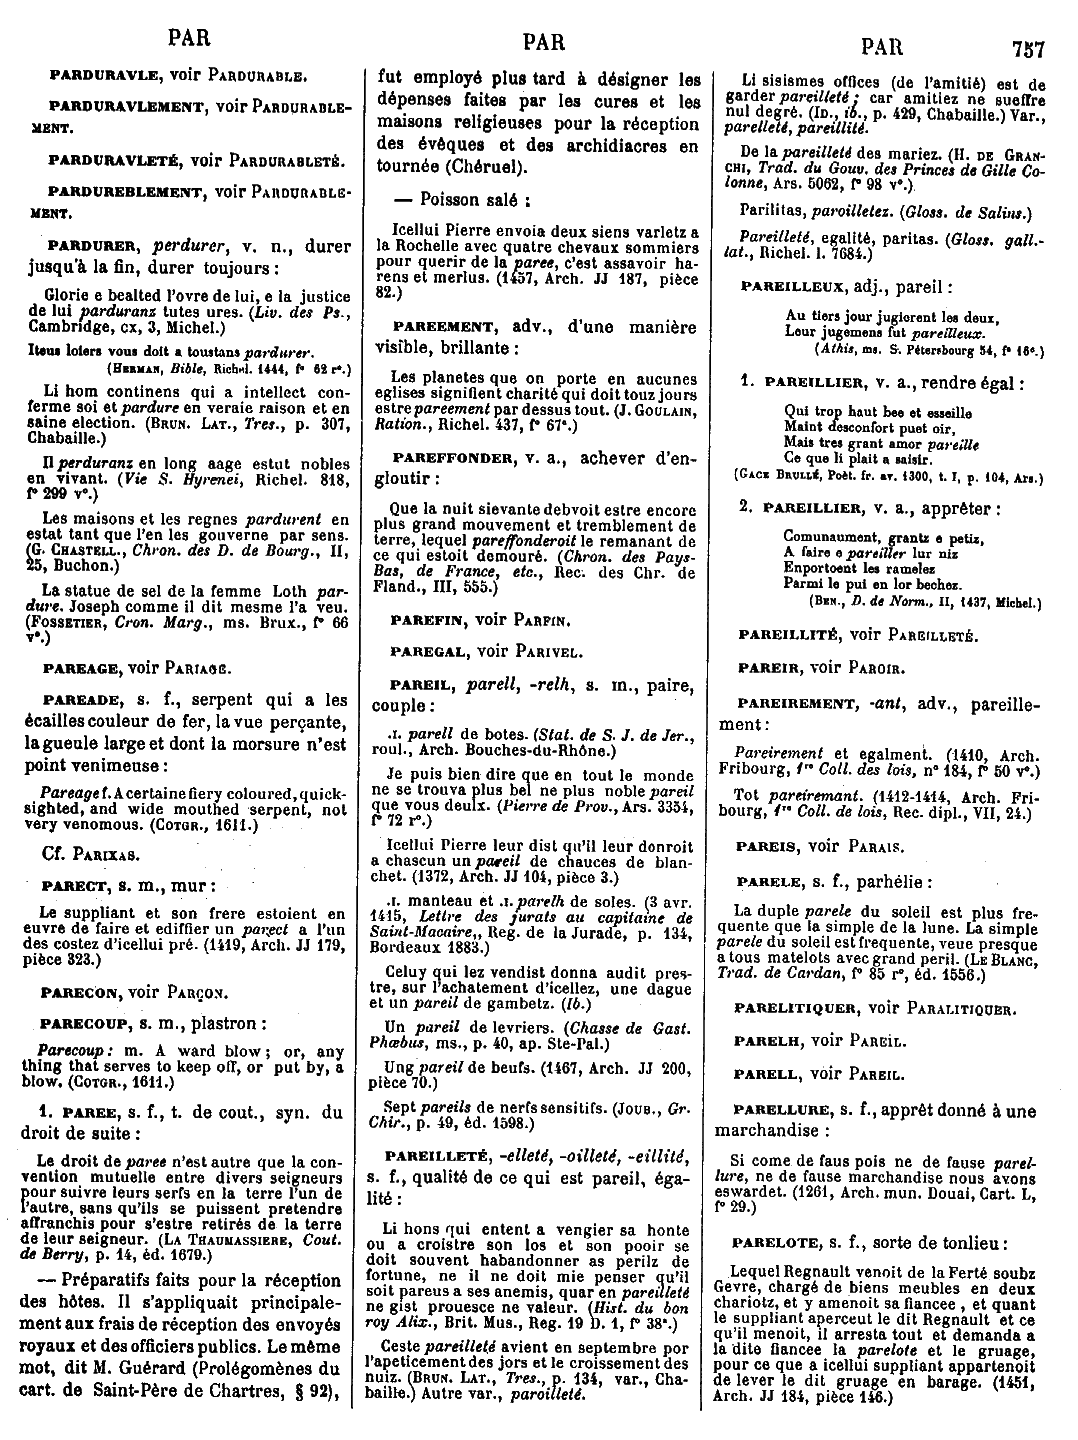 PAR
PAR
PAR 757
PARDURAVLE, voir PARDURABLE.
PARDURAVLEMENT, voir PARDURABLE-
MENT.
PARDURAVLETÉ, voir PARDURABLETÉ.
PARDUREBLEMENT, voir PARDURABLE-
MENT.
PARDURER, perdurer, v. n., durer
jusqu'à la fin, durer toujours :
Glorie e bealted l'ovre de lui, e la justice
de lui parduranz tutes ures. (Liv. des Ps.,
Cambridge, CX, 3, Michel.)
Iteus loiers vous doit a toustans pardurer.
(HERMAN, Bible, Richel. 1444, f° 62 r°.)
Li hom continens qui a intellect con-
ferme soi et pardure en veraie raison et en
saine election. (BRUN. LAT., Tres., p. 307,
Chabaille.)
Il perduranz en long aage estut nobles
en vivant. (Vie S. Hyrenei, Richel. 818,
f° 299 v°.)
Les maisons et les regnes pardurent en
estat tant que l'en les gouverne par sens.
(G. CHASTELL., Chron. des D. de Bourg., II,
25, Buchon.)
La statue de sel de la femme Loth par-
dure. Joseph comme il dit mesme l'a veu.
(FOSSETIER, Cron. Marg., ms. Brux., f° 66
v°.)
PAREAGE, voir PARIAGE.
PAREADE, s. f., serpent qui a les
écailles couleur de fer, la vue perçante,
la gueule large et dont la morsure n'est
point venimeuse :
Pareage f. A certaine fiery coloured, quick-
sighted, and wide mouthed serpent, not
very venomous. (COTGR., 1611.)
Cf. PARIXAS.
PARECT, s. m., mur :
Le suppliant et son frere estoient en
euvre de faire et ediffier un parect a l'un
des costez d'icellui pré. (1419, Arch. JJ 179,
pièce 323.)
PARECON, voir PARÇON.
PARECOUP, s. m., plastron :
Parecoup : m. A ward blow ; or, any
thing that serves to keep off, or put by, a
blow. (COTGR., 1611.)
1. PAREE, s. f., t. de cout., syn. du
droit de suite :
Le droit de paree n'est autre que la con-
vention mutuelle entre divers seigneurs
pour suivre leurs serfs en la terre l'un de
l'autre, sans qu'ils se puissent pretendre
affranchis pour s'estre retirés de la terre
de leur seigneur. (LA THAUMASSIERE, Cout.
de Berry, p. 14, éd. 1679.)
— Préparatifs faits pour la réception
des hôtes. Il s'appliquait principale-
ment aux frais de réception des envoyés
royaux et des officiers publics. Le même
mot, dit M. Guérard (Prolégomènes du
cart. de Saint-Père de Chartres, § 92),
fut employé plus tard à désigner les
dépenses faites par les cures et les
maisons religieuses pour la réception
des évêques et des archidiacres en
tournée (Chéruel).
— Poisson salé :
Icellui Pierre envoia deux siens varletz a
la Rochelle avec quatre chevaux sommiers
pour querir de la paree, c'est assavoir ha-
rens et merlus. (1457, Arch. JJ 187, pièce
82.)
PAREEMENT, adv., d'une manière
visible, brillante :
Les planetes que on porte en aucunes
eglises signifient charité qui doit touz jours
estre pareement par dessus tout. (J. GOULAIN,
Ration., Richel. 437, f° 67ᵃ.)
PAREFFONDER, v. a., achever d'en-
gloutir :
Que la nuit sievante debvoit estre encore
plus grand mouvement et tremblement de
terre, lequel pareffonderoit le remanant de
ce qui estoit demouré. (Chron. des Pays-
Bas, de France, etc., Rec. des Chr. de
Fland., III, 555.)
PAREFIN, voir PARFIN.
PAREGAL, voir PARIVEL.
PAREIL, parell, -relh, s. m., paire,
couple :
.I. parell de botes. (Stat. de S. J. de Jer.,
roul., Arch. Bouches-du-Rhône.)
Je puis bien dire que en tout le monde
ne se trouva plus bel ne plus noble pareil
que vous deulx. (Pierre de Prov., Ars. 3354,
f° 72 r°.)
Icellui Pierre leur dist qu'il leur donroit
a chascun un pareil de chauces de blan-
chet. (1372, Arch. JJ 104, pièce 3.)
.I. manteau et .I. parelh de soles. (3 avr.
1415, Lettre des jurats au capitaine de
Saint-Macaire,, Reg. de la Jurade, p. 134,
Bordeaux 1883.)
Celuy qui lez vendist donna audit pres-
tre, sur l'achatement d'icellez, une dague
et un pareil de gambetz. (Ib.)
Un pareil de levriers. (Chasse de Gast.
Phœbus, ms., p. 40, ap. Ste-Pal.)
Ung pareil de beufs. (1467, Arch. JJ 200,
pièce 70.)
Sept pareils de nerfs sensitifs. (JOUB., Gr.
Chir., p. 49, éd. 1598.)
PAREILLETÉ, -elleté, -oilleté, -eillité,
s. f., qualité de ce qui est pareil, éga-
lité :
Li hons qui entent a vengier sa honte
ou a croistre son los et son pooir se
doit souvent habandonner as perilz de
fortune, ne il ne doit mie penser qu'il
soit pareus a ses anemis, quar en pareilleté
ne gist prouesce ne valeur. (Hist. du bon
roy Alix., Brit. Mus., Reg. 19 D. 1, f° 38ᵃ.)
Ceste pareilleté avient en septembre por
l'apeticement des jors et le croissement des
nuiz. (BRUN. LAT., Tres., p. 134, var., Cha-
baille.) Autre var., paroilleté.
Li sisismes offices (de l'amitié) est de
garder pareilleté ; car amitiez ne sueffre
nul degré. (ID., ib., p. 429, Chabaille.) Var.,
parelleté, pareillité.
De la pareilleté des mariez. (H. DE GRAN-
CHI, Trad. du Gouv. des Princes de Gille Co-
lonne, Ars. 5062, f° 98 v°.)
Parilitas, paroilletez. (Gloss. de Salins.)
Pareilleté, egalité, paritas. (Gloss. gall.-
lat., Richel. l. 7684.)
PAREILLEUX, adj., pareil :
Au tiers jour jugierent les deux,
Leur jugemens fut pareilleux.
(Athis, ms. S. Pétersbourg 54, f° 16ᵃ.)
1. PAREILLIER, v. a., rendre égal :
Qui trop haut bee et esseille
Maint desconfort puet oir,
Mais tres grant amor pareille
Ce que li plait a saisir.
(GACE BRULLÉ, Poët. fr. av. 1300, t. I, p. 104, Ars.)
2. PAREILLIER, v. a., apprêter :
Comunaument, grantz e petiz,
A faire e pareiller lur niz
Enportoent les ramelez
Parmi le pui en lor bechez.
(BEN., D. de Norm., II, 1437, Michel.)
PAREILLITÉ, voir PAREILLETÉ.
PAREIR, voir PAROIR.
PAREIREMENT, -ant, adv., pareille-
ment :
Pareirement et egalment. (1410, Arch.
Fribourg, 1ʳᵉ Coll. des lois, n° 184, f° 50 v°.)
Tot pareiremant. (1412-1414, Arch. Fri-
bourg, 1ʳᵉ Coll. de lois, Rec. dipl., VII, 24.)
PAREIS, voir PARAIS.
PARELE, s. f., parhélie :
La duple parele du soleil est plus fre-
quente que la simple de la lune. La simple
parele du soleil est frequente, veue presque
a tous matelots avec grand peril. (LE BLANC,
Trad. de Cardan, f° 85 r°, éd. 1556.)
PARELITIQUER, voir PARALITIQUER.
PARELH, voir PAREIL.
PARELL, voir PAREIL.
PARELLURE, s. f., apprêt donné à une
marchandise :
Si come de faus pois ne de fause parel-
lure, ne de fause marchandise nous avons
eswardet. (1261, Arch. mun. Douai, Cart. L,
f° 29.)
PARELOTE, s. f., sorte de tonlieu :
Lequel Regnault venoit de la Ferté soubz
Gevre, chargé de biens meubles en deux
chariotz, et y amenoit sa fiancee , et quant
le suppliant aperceut le dit Regnault et ce
qu'il menoit, il arresta tout et demanda a
la dite fiancee la parelote et le gruage,
pour ce que a icellui suppliant appartenoit
de lever le dit gruage en barage. (1451,
Arch. JJ 184, pièce 146.)